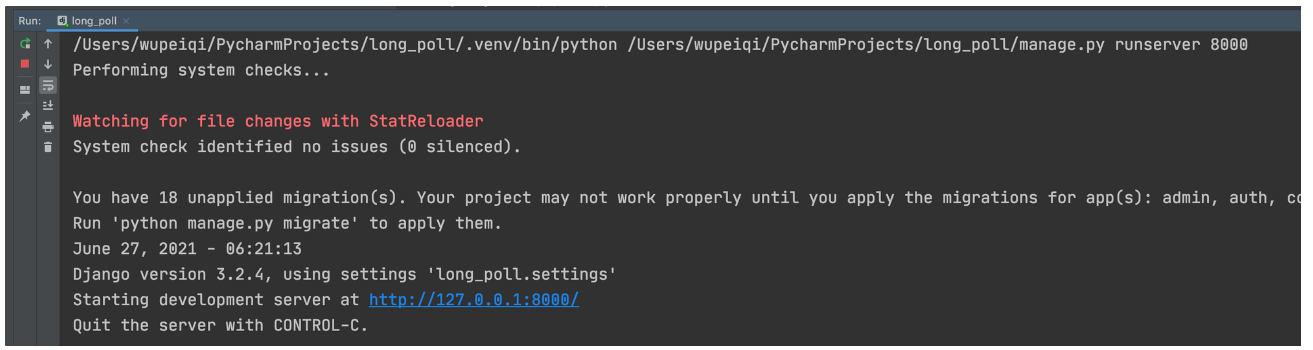 Run: long_poll
/Users/wupeiqi/PycharmProjects/long_poll/.venv/bin/python /Users/wupeiqi/PycharmProjects/long_poll/manage.py runserver 8000
Performing system checks...
Watching for file changes with StatReloader
System check identified no issues (0 silenced).
You have 18 unapplied migration(s). Your project may not work properly until you apply the migrations for app(s): admin, auth,
Run 'python manage.py migrate' to apply them.
June 27, 2021 - 06:21:13
Django version 3.2.4, using settings 'long_poll.settings'
Starting development server at http://127.0.0.1:8000/
Quit the server with CONTROL-C.